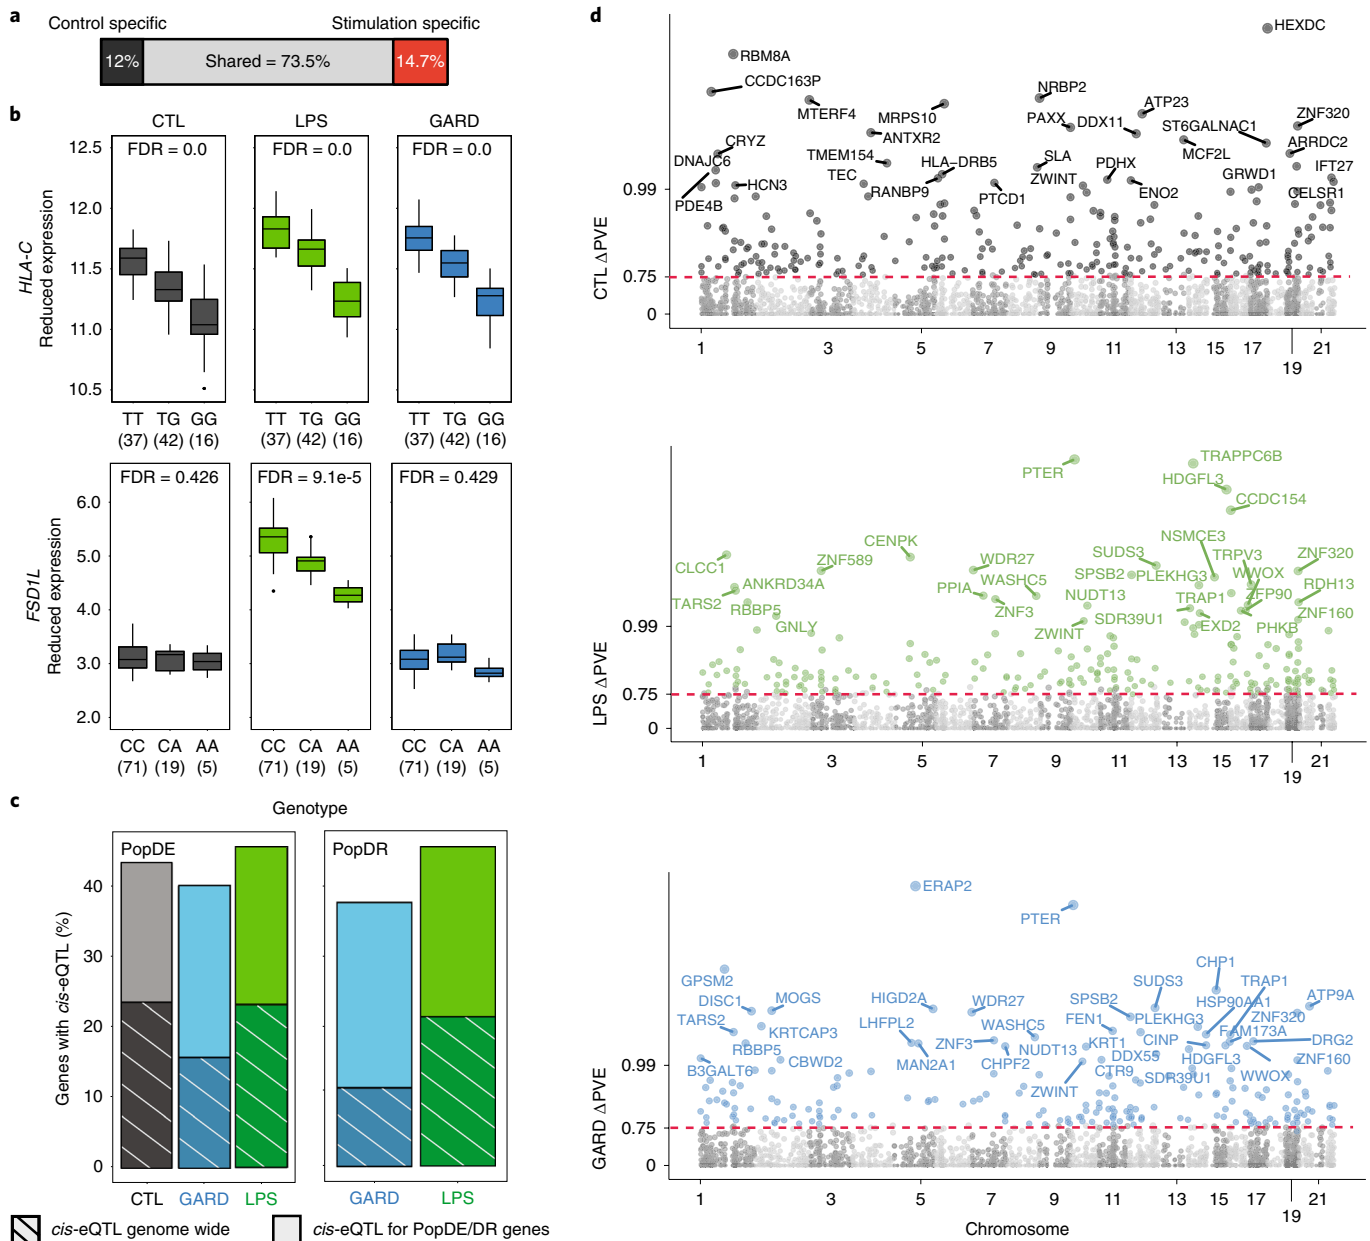 a
Control specific
Stimulation specific
12%
Shared = 73.5%
14.7%
b
CTL
LPS
GARD
HLA-C
Reduced expression
12.5
12.0
11.5
11.0
10.5
FDR = 0.0
FDR = 0.0
FDR = 0.0
TT TG GG
(37) (42) (16)
TT TG GG
(37) (42) (16)
TT TG GG
(37) (42) (16)
FSD1L
Reduced expression
6.0
5.0
4.0
3.0
2.0
FDR = 0.426
FDR = 9.1e-5
FDR = 0.429
CC CA AA
(71) (19) (5)
CC CA AA
(71) (19) (5)
CC CA AA
(71) (19) (5)
Genotype
c
Genes with cis-eQTL (%)
40
30
20
10
0
PopDE
PopDR
CTL
GARD
LPS
GARD
LPS
cis-eQTL genome wide
cis-eQTL for PopDE/DR genes
d
CTL ΔPVE
0.99
0.75
0
HEXDC
RBM8A
CCDC163P
MTERF4
MRPS10
NRBP2
ATP23
PAXX
DDX11
ST6GALNAC1
ZNF320
ANTXR2
CRYZ
DNAJC6
TMEM154
HLA-DRB5
SLA
MCF2L
ARRDC2
TEC
RANBP9
ZWINT
PDHX
GRWD1
IFT27
HCN3
PDE4B
PTCD1
ENO2
CELSR1
1 3 5 7 9 11 13 15 17 19 21
LPS ΔPVE
0.99
0.75
0
PTER
TRAPPC6B
HDGFL3
CCDC154
CLCC1
ZNF589
CENPK
WDR27
SUDS3
NSMCE3
TRPV3
ZNF320
ANKRD34A
TARS2
RBBP5
GNLY
PPIA
WASHC5
ZNF3
SPSB2
PLEKHG3
WWOX
RDH13
NUDT13
TRAP1
ZFP90
ZWINT
SDR39U1
EXD2
PHKB
ZNF160
1 3 5 7 9 11 13 15 17 19 21
GARD ΔPVE
0.99
0.75
0
ERAP2
PTER
GPSM2
DISC1
MOGS
HIGD2A
WDR27
CHP1
SUDS3
TRAP1
SPSB2
HSP90AA1
ATP9A
TARS2
KRTCAP3
LHFPL2
WASHC5
FEN1
PLEKHG3
ZNF320
RBBP5
CBWD2
ZNF3
NUDT13
KRT1
CINP
FAM173A
DRG2
B3GALT6
MAN2A1
CHPF2
DDX55
HDGFL3
ZNF160
CTR9
SDR39U1
WWOX
ZWINT
1 3 5 7 9 11 13 15 17 19 21
Chromosome